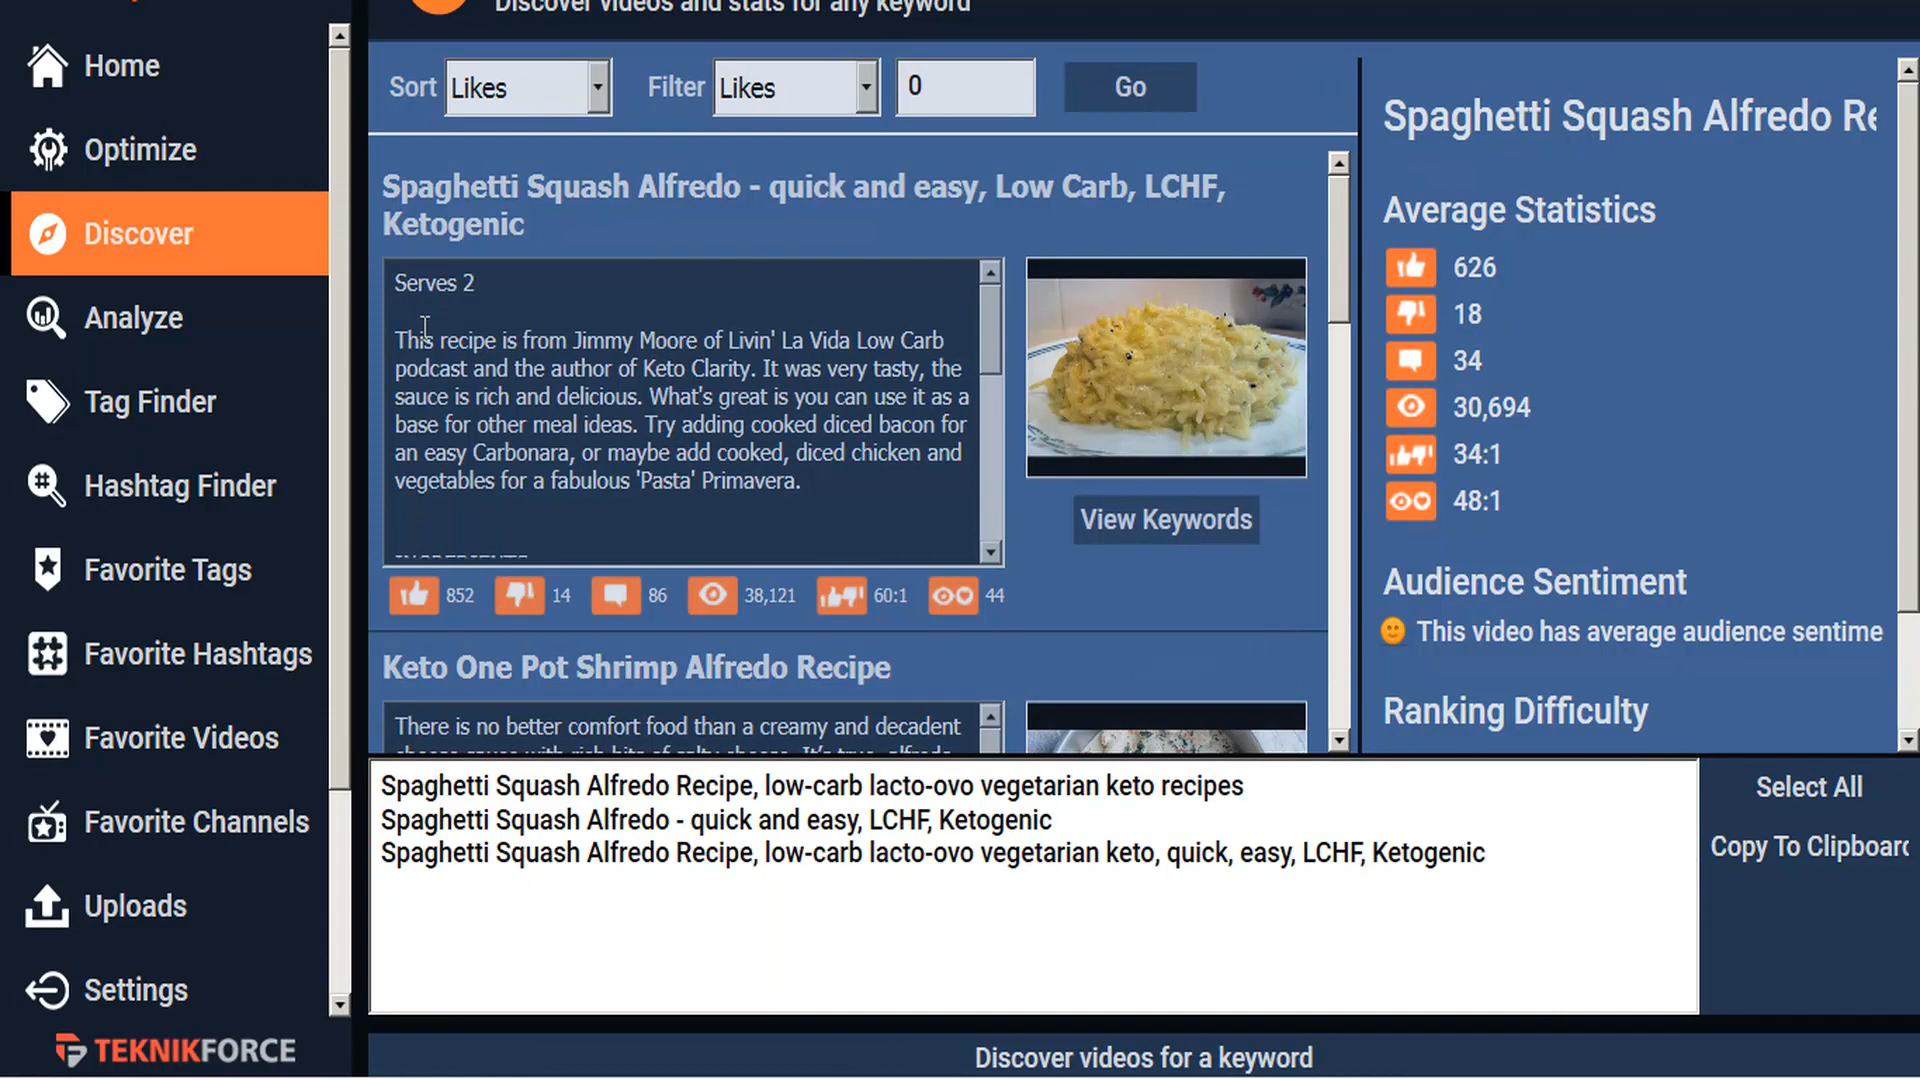 Discover videos and stats for any keyword
Home
Optimize
Discover
Analyze
Tag Finder
Hashtag Finder
Favorite Tags
Favorite Hashtags
Favorite Videos
Favorite Channels
Uploads
Settings
TEKNIKFORCE
Sort Likes Filter Likes 0 Go
Spaghetti Squash Alfredo - quick and easy, Low Carb, LCHF,
Ketogenic
Serves 2
This recipe is from Jimmy Moore of Livin' La Vida Low Carb
podcast and the author of Keto Clarity. It was very tasty, the
sauce is rich and delicious. What's great is you can use it as a
base for other meal ideas. Try adding cooked diced bacon for
an easy Carbonara, or maybe add cooked, diced chicken and
vegetables for a fabulous 'Pasta' Primavera.
View Keywords
852 14 86 38,121 60:1 44
Keto One Pot Shrimp Alfredo Recipe
There is no better comfort food than a creamy and decadent
Spaghetti Squash Alfredo Re
Average Statistics
626
18
34
30,694
34:1
48:1
Audience Sentiment
This video has average audience sentime
Ranking Difficulty
Spaghetti Squash Alfredo Recipe, low-carb lacto-ovo vegetarian keto recipes
Spaghetti Squash Alfredo - quick and easy, LCHF, Ketogenic
Spaghetti Squash Alfredo Recipe, low-carb lacto-ovo vegetarian keto, quick, easy, LCHF, Ketogenic
Select All
Copy To Clipboard
Discover videos for a keyword